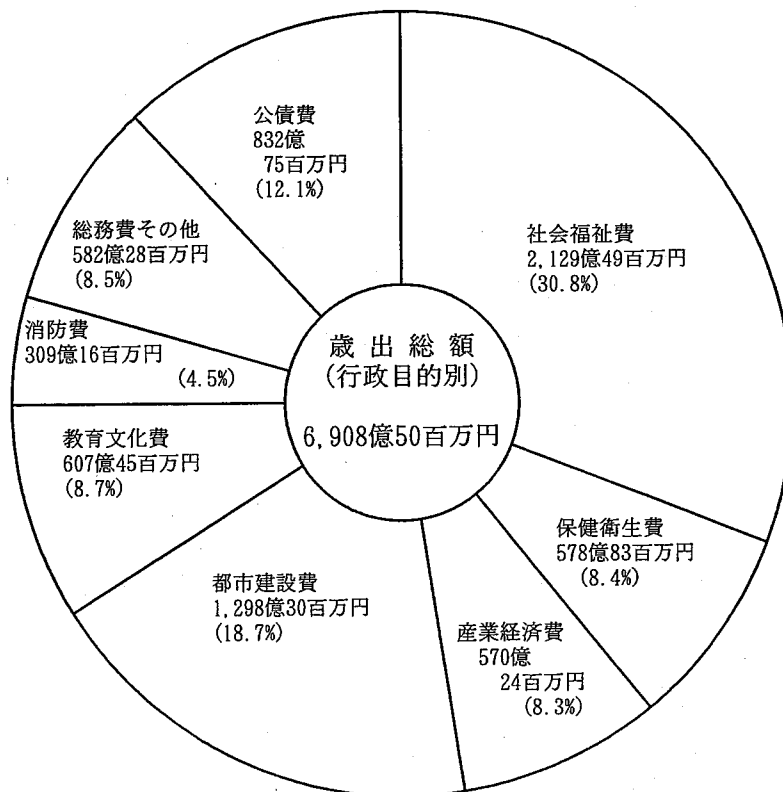 公債費
832億
75百万円
(12.1%)
総務費その他
582億28百万円
(8.5%)
消防費
309億16百万円
(4.5%)
教育文化費
607億45百万円
(8.7%)
都市建設費
1,298億30百万円
(18.7%)
産業経済費
570億
24百万円
(8.3%)
保健衛生費
578億83百万円
(8.4%)
社会福祉費
2,129億49百万円
(30.8%)
歳出総額
(行政目的別)
6,908億50百万円